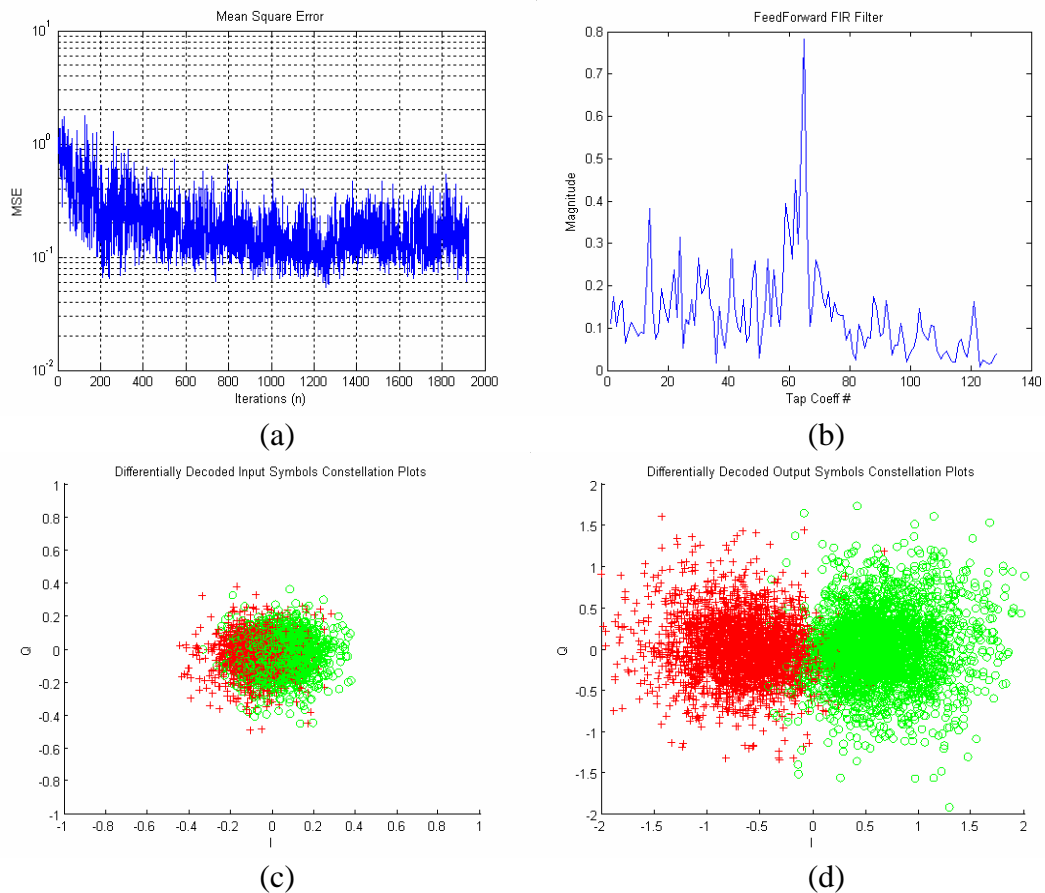 Mean Square Error
10^1
10^0
10^-1
10^-2
MSE
0 200 400 600 800 1000 1200 1400 1600 1800 2000
Iterations (n)
(a)
FeedForward FIR Filter
0.8
0.7
0.6
0.5
0.4
0.3
0.2
0.1
0
Magnitude
0 20 40 60 80 100 120 140
Tap Coeff #
(b)
Differentially Decoded Input Symbols Constellation Plots
1
0.8
0.6
0.4
0.2
0
-0.2
-0.4
-0.6
-0.8
-1
Q
-1 -0.8 -0.6 -0.4 -0.2 0 0.2 0.4 0.6 0.8 1
I
(c)
Differentially Decoded Output Symbols Constellation Plots
2
1.5
1
0.5
0
-0.5
-1
-1.5
-2
Q
-2 -1.5 -1 -0.5 0 0.5 1 1.5 2
I
(d)